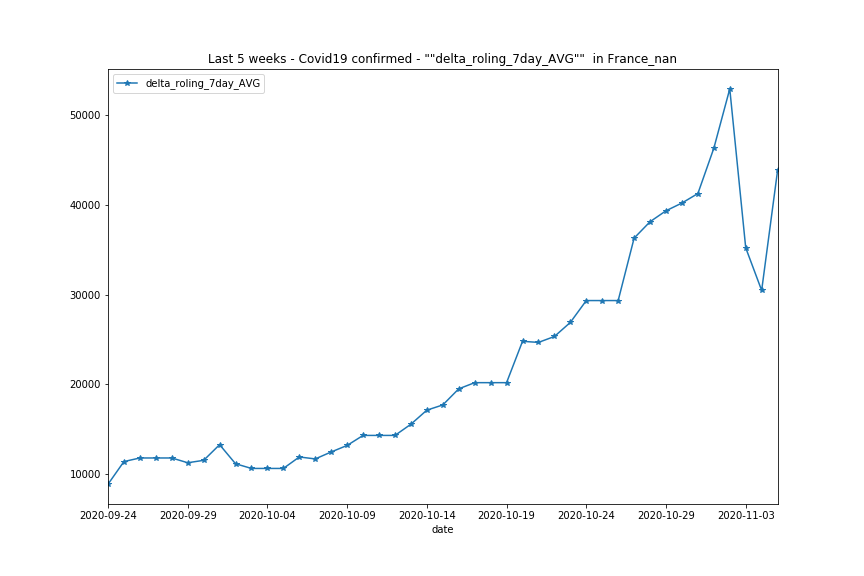 Last 5 weeks - Covid19 confirmed - ""delta_roling_7day_AVG""  in France_nan
delta_roling_7day_AVG
50000
40000
30000
20000
10000
2020-09-24 2020-09-29 2020-10-04 2020-10-09 2020-10-14 2020-10-19 2020-10-24 2020-10-29 2020-11-03
date